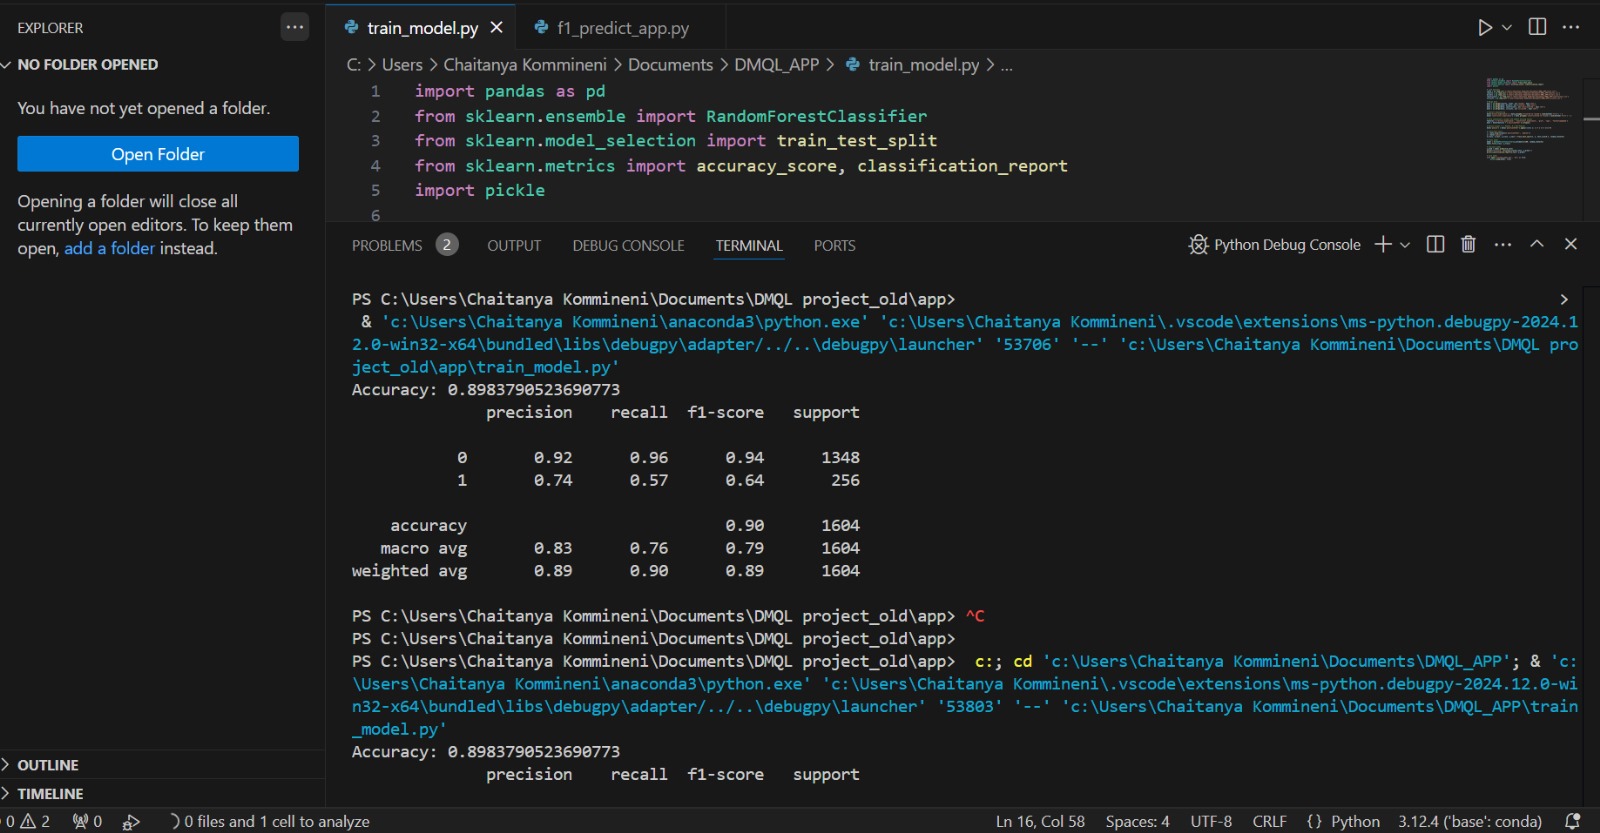 EXPLORER
NO FOLDER OPENED
You have not yet opened a folder.
Open Folder
Opening a folder will close all
currently open editors. To keep them
open, add a folder instead.
OUTLINE
TIMELINE
train_model.py
f1_predict_app.py
C: > Users > Chaitanya Kommineni > Documents > DMQL_APP > train_model.py > ...
1 import pandas as pd
2 from sklearn.ensemble import RandomForestClassifier
3 from sklearn.model_selection import train_test_split
4 from sklearn.metrics import accuracy_score, classification_report
5 import pickle
6
PROBLEMS 2 OUTPUT DEBUG CONSOLE TERMINAL PORTS Python Debug Console
PS C:\Users\Chaitanya Kommineni\Documents\DMQL project_old\app>
& 'c:\Users\Chaitanya Kommineni\anaconda3\python.exe' 'c:\Users\Chaitanya Kommineni\.vscode\extensions\ms-python.debugpy-2024.1
2.0-win32-x64\bundled\libs\debugpy\adapter/../..\debugpy\launcher' '53706' '--' 'c:\Users\Chaitanya Kommineni\Documents\DMQL pro
ject_old\app\train_model.py'
Accuracy: 0.8983790523690773
precision recall f1-score support
0 0.92 0.96 0.94 1348
1 0.74 0.57 0.64 256
accuracy 0.90 1604
macro avg 0.83 0.76 0.79 1604
weighted avg 0.89 0.90 0.89 1604
PS C:\Users\Chaitanya Kommineni\Documents\DMQL project_old\app> ^C
PS C:\Users\Chaitanya Kommineni\Documents\DMQL project_old\app>
PS C:\Users\Chaitanya Kommineni\Documents\DMQL project_old\app> c:; cd 'c:\Users\Chaitanya Kommineni\Documents\DMQL_APP'; & 'c:
\Users\Chaitanya Kommineni\anaconda3\python.exe' 'c:\Users\Chaitanya Kommineni\.vscode\extensions\ms-python.debugpy-2024.12.0-wi
n32-x64\bundled\libs\debugpy\adapter/../..\debugpy\launcher' '53803' '--' 'c:\Users\Chaitanya Kommineni\Documents\DMQL_APP\train
_model.py'
Accuracy: 0.8983790523690773
precision recall f1-score support
0 2 0 0 files and 1 cell to analyze Ln 16, Col 58 Spaces: 4 UTF-8 CRLF {} Python 3.12.4 ('base': conda)